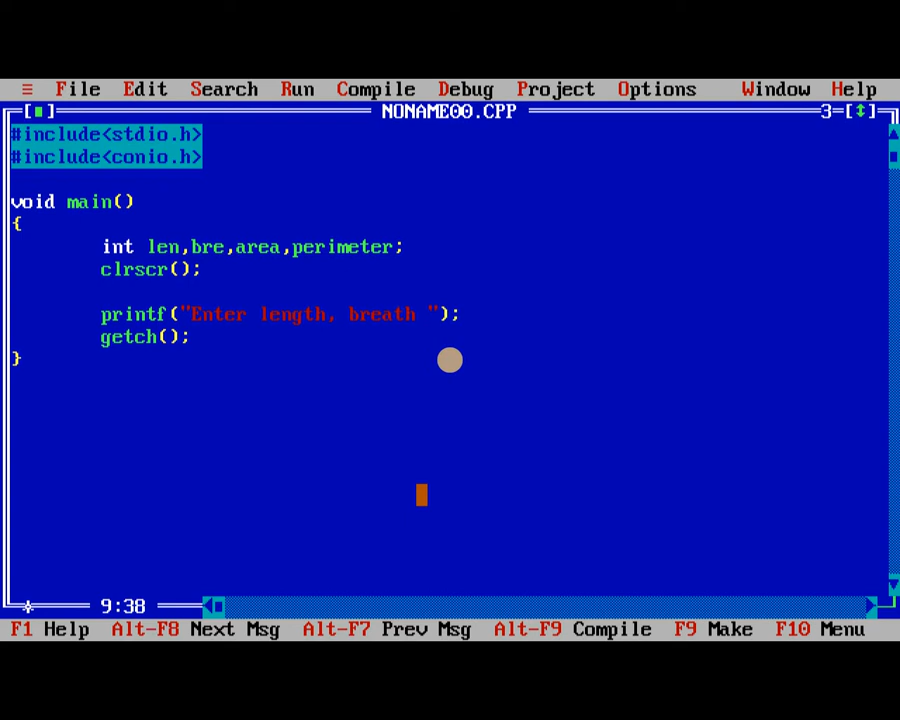 ≡ File Edit Search Run Compile Debug Project Options Window Help
[■] NONAME00.CPP 3=[↕]
#include<stdio.h>
#include<conio.h>
void main()
{
int len,bre,area,perimeter;
clrscr();
printf("Enter length, breath ");
getch();
}
9:38
F1 Help Alt-F8 Next Msg Alt-F7 Prev Msg Alt-F9 Compile F9 Make F10 Menu